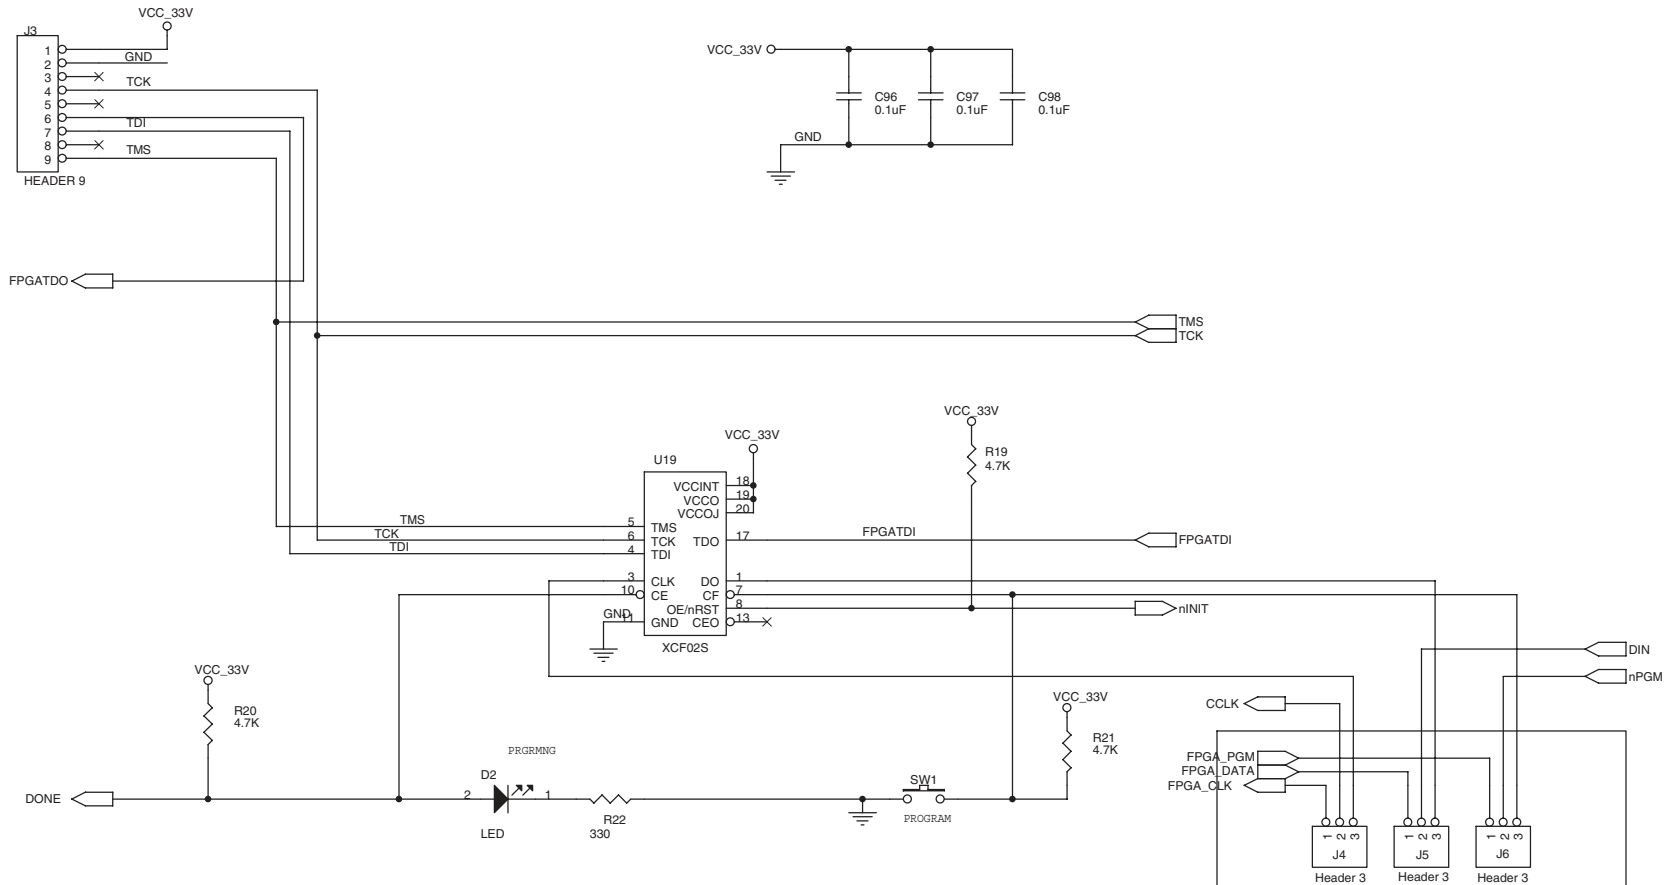 VCC_33V
J3
1
2
3
4
5
6
7
8
9
GND
TCK
TDI
TMS
HEADER 9
VCC_33V
C96
0.1uF
C97
0.1uF
C98
0.1uF
GND
FPGATDO
TMS
TCK
VCC_33V
R19
4.7K
VCC_33V
U19
VCCINT 18
VCCO 19
VCCOJ 20
TMS 5 TMS
TCK 6 TCK
TDI 4 TDI
TDO 17 FPGATDI
FPGATDI
3 CLK
10 CE
GND 11 GND
DO 1
CF 7
OE/nRST 8
CEO 13
nINIT
XCF02S
DIN
nPGM
VCC_33V
R20
4.7K
VCC_33V
R21
4.7K
CCLK
FPGA_PGM
FPGA_DATA
FPGA_CLK
PRGRMNG
D2
DONE
2
1
LED
R22
330
SW1
PROGRAM
1 2 3
J4
Header 3
1 2 3
J5
Header 3
1 2 3
J6
Header 3